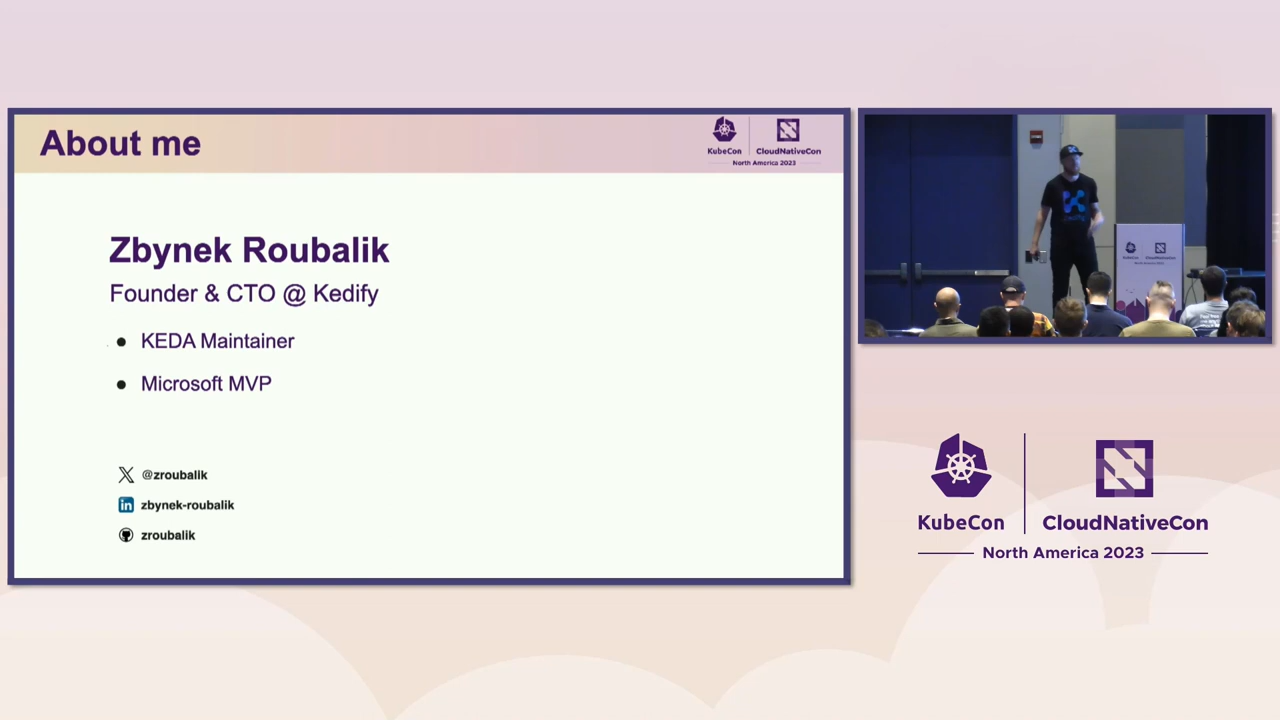 About me
KubeCon
CloudNativeCon
North America 2023
Zbynek Roubalik
Founder & CTO @ Kedify
KEDA Maintainer
Microsoft MVP
@zroubalik
in zbynek-roubalik
zroubalik
KubeCon
CloudNativeCon
North America 2023